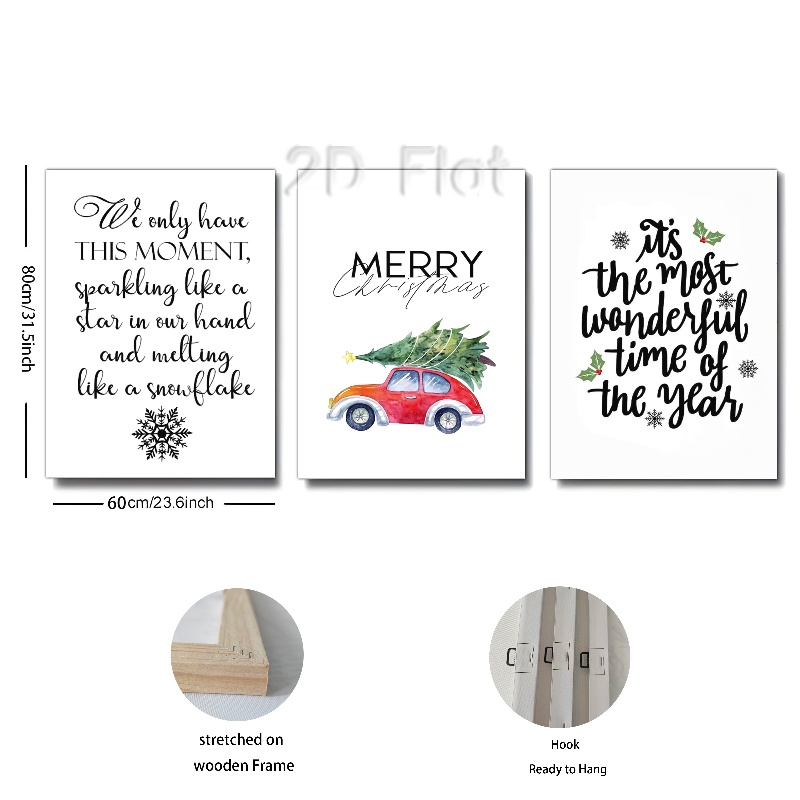 2D Flat
We only have
THIS MOMENT,
sparkling like a
star in our hand
and melting
like a snowflake
MERRY
Christmas
it's
the most
wonderful
time of
the year
80cm/31.5inch
60cm/23.6inch
stretched on
wooden Frame
Hook
Ready to Hang